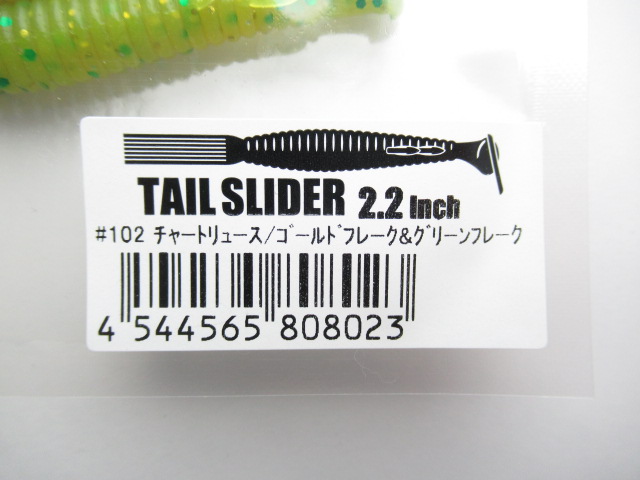 TAIL SLIDER 2.2 Inch
#102 チャートリュース/ゴールドフレーク&グリーンフレーク
4 544565 808023